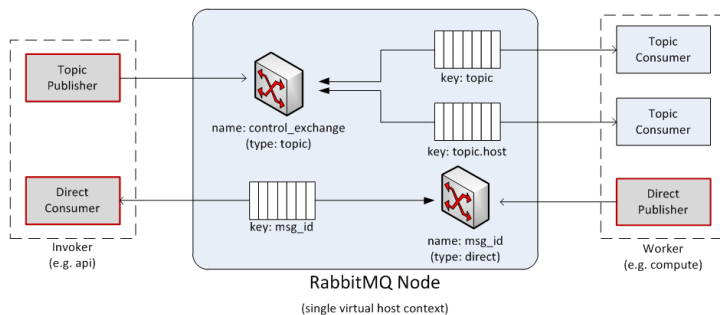 Topic
Publisher
Direct
Consumer
Invoker
(e.g. api)
name: control_exchange
(type: topic)
key: topic
key: topic.host
key: msg_id
name: msg_id
(type: direct)
RabbitMQ Node
(single virtual host context)
Topic
Consumer
Topic
Consumer
Direct
Publisher
Worker
(e.g. compute)